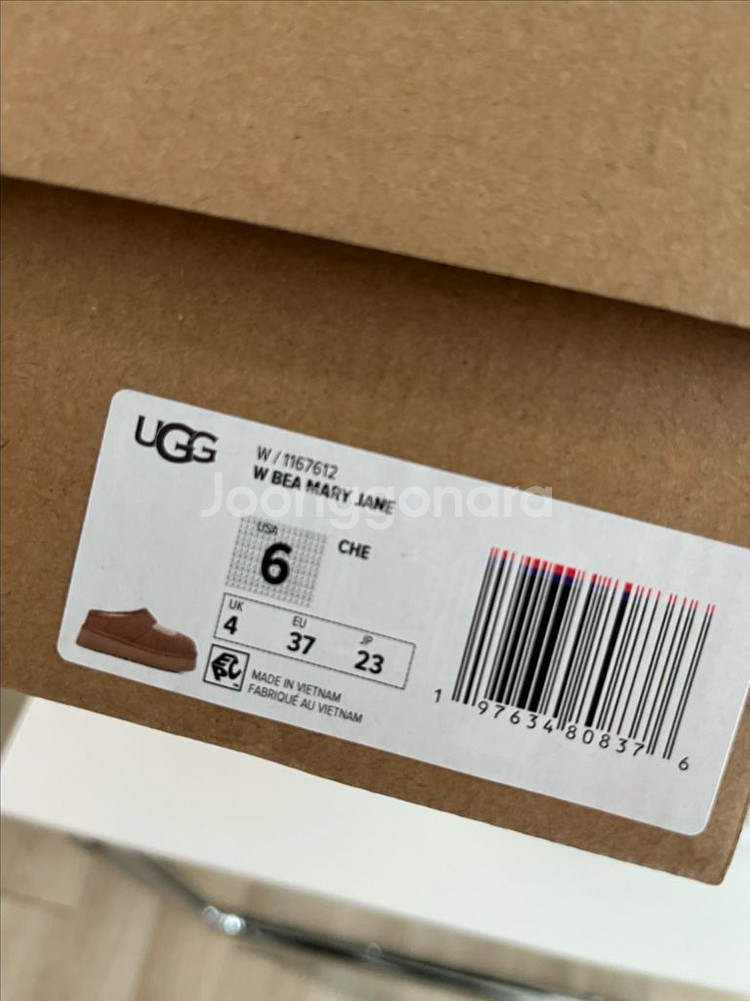 UGG
W / 1167612
W BEA MARY JANE
Joonggonara
USA
6
CHE
UK
4
EU
37
JP
23
MADE IN VIETNAM
FABRIQUÉ AU VIETNAM
1 97634 80837 6